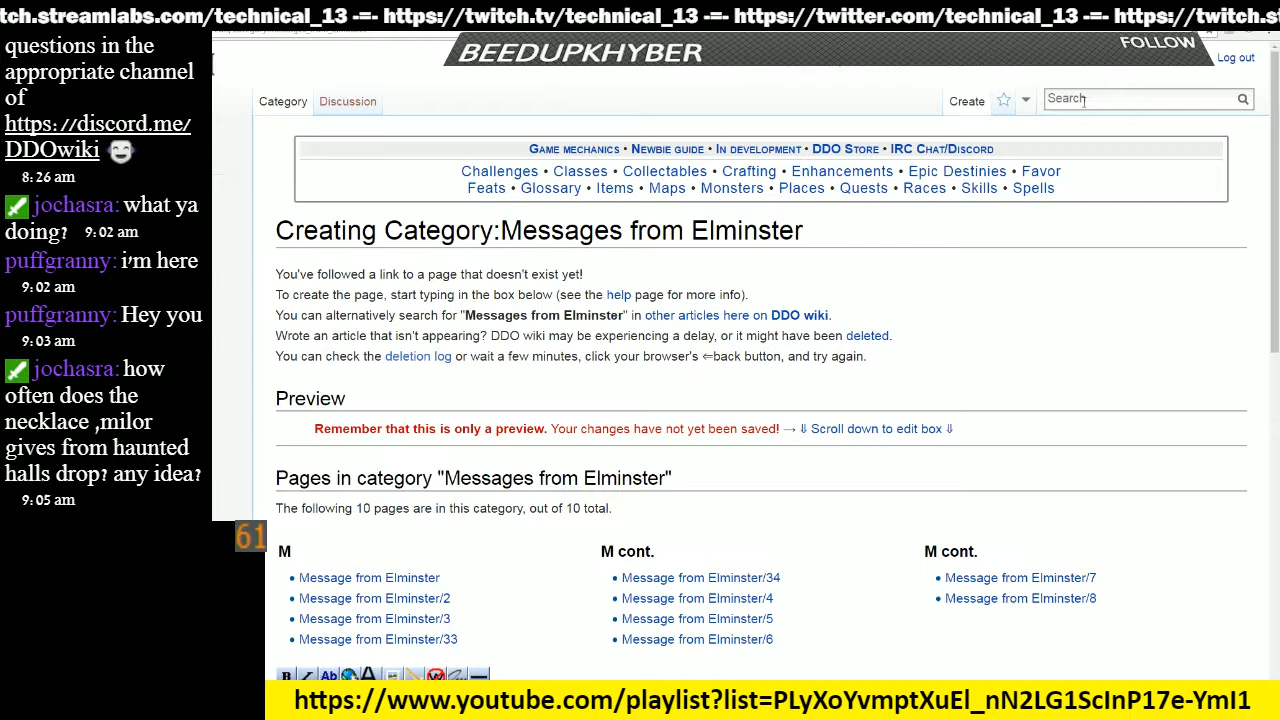 tch.streamlabs.com/technical_13 -=- https://twitch.tv/technical_13 -=- https://twitter.com/technical_13 -=- https://twitch.s
questions in the
appropriate channel
of
https://discord.me/
DDOwiki
8:26 am
jochasra: what ya
doing? 9:02 am
puffgranny: i'm here
9:02 am
puffgranny: Hey you
9:03 am
jochasra: how
often does the
necklace ,milor
gives from haunted
halls drop? any idea?
9:05 am
61
BEEDUPKHYBER
FOLLOW
Log out
Category Discussion
Create Search
GAME MECHANICS • NEWBIE GUIDE • IN DEVELOPMENT • DDO STORE • IRC CHAT/DISCORD
Challenges • Classes • Collectables • Crafting • Enhancements • Epic Destinies • Favor
Feats • Glossary • Items • Maps • Monsters • Places • Quests • Races • Skills • Spells
Creating Category:Messages from Elminster
You've followed a link to a page that doesn't exist yet!
To create the page, start typing in the box below (see the help page for more info).
You can alternatively search for "Messages from Elminster" in other articles here on DDO wiki.
Wrote an article that isn't appearing? DDO wiki may be experiencing a delay, or it might have been deleted.
You can check the deletion log or wait a few minutes, click your browser's ⇐back button, and try again.
Preview
Remember that this is only a preview. Your changes have not yet been saved! → ⇓ Scroll down to edit box ⇓
Pages in category "Messages from Elminster"
The following 10 pages are in this category, out of 10 total.
M
• Message from Elminster
• Message from Elminster/2
• Message from Elminster/3
• Message from Elminster/33
M cont.
• Message from Elminster/34
• Message from Elminster/4
• Message from Elminster/5
• Message from Elminster/6
M cont.
• Message from Elminster/7
• Message from Elminster/8
B I Ab A
https://www.youtube.com/playlist?list=PLyXoYvmptXuEl_nN2LG1ScInP17e-YmI1